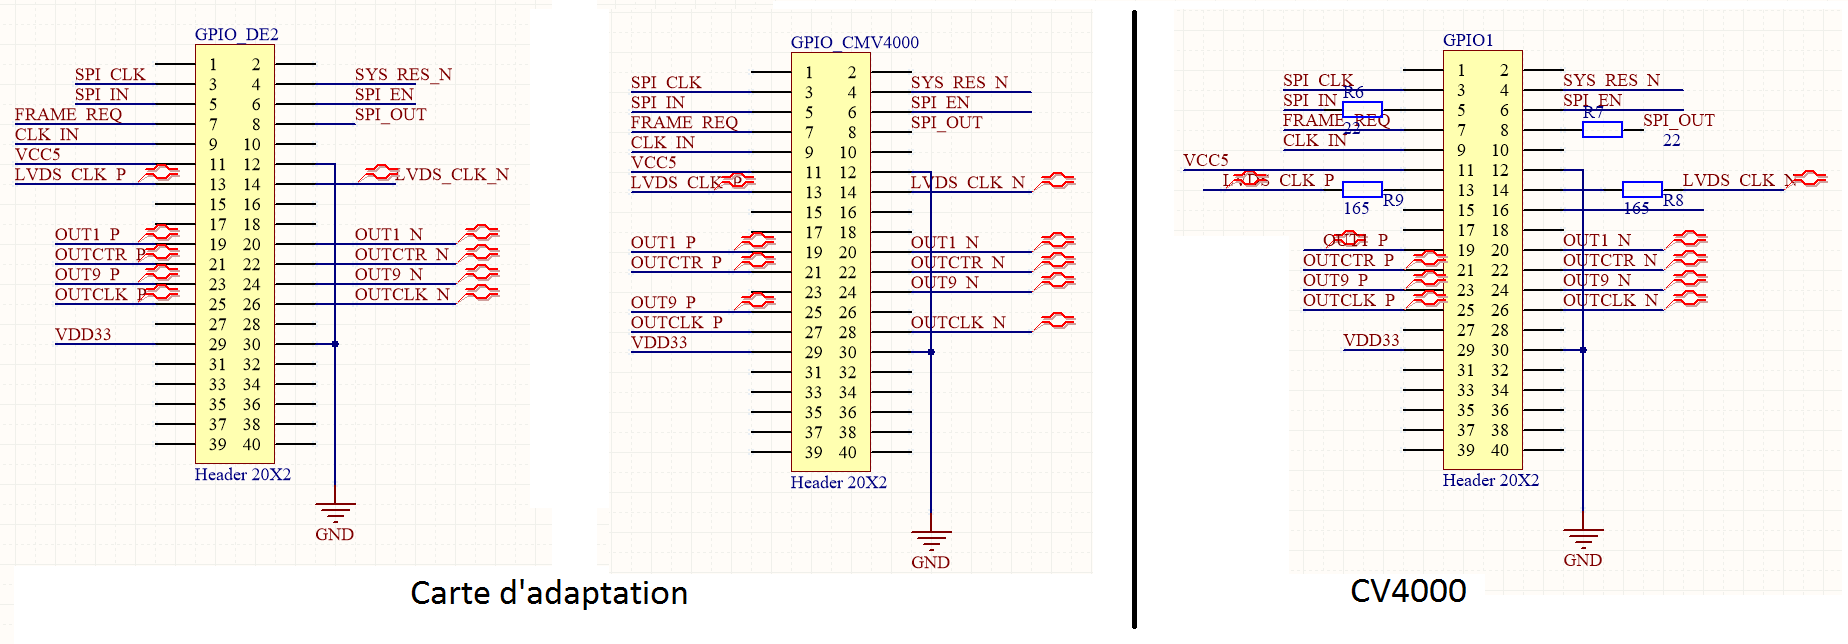 GPIO_DE2
1 2
SPI_CLK 3 4 SYS_RES_N
SPI_IN 5 6 SPI_EN
FRAME_REQ 7 8 SPI_OUT
CLK_IN 9 10
VCC5 11 12
LVDS_CLK_P 13 14 LVDS_CLK_N
15 16
17 18
OUT1_P 19 20 OUT1_N
OUTCTR_P 21 22 OUTCTR_N
OUT9_P 23 24 OUT9_N
OUTCLK_P 25 26 OUTCLK_N
27 28
VDD33 29 30
31 32
33 34
35 36
37 38
39 40
Header 20X2
GND
GPIO_CMV4000
1 2
SPI_CLK 3 4 SYS_RES_N
SPI_IN 5 6 SPI_EN
FRAME_REQ 7 8 SPI_OUT
CLK_IN 9 10
VCC5 11 12
LVDS_CLK_P 13 14 LVDS_CLK_N
15 16
17 18
OUT1_P 19 20 OUT1_N
OUTCTR_P 21 22 OUTCTR_N
23 24 OUT9_N
OUT9_P 25 26
OUTCLK_P 27 28 OUTCLK_N
VDD33 29 30
31 32
33 34
35 36
37 38
39 40
Header 20X2
GND
Carte d'adaptation
GPIO1
1 2
SPI_CLK 3 4 SYS_RES_N
R6
SPI_IN 5 6 SPI_EN
R7
FRAME_REQ 7 8 SPI_OUT
22
22
CLK_IN 9 10
VCC5 11 12
LVDS_CLK_P 13 14 LVDS_CLK_N
165 R9 165 R8
15 16
17 18
OUT1_P 19 20 OUT1_N
OUTCTR_P 21 22 OUTCTR_N
OUT9_P 23 24 OUT9_N
OUTCLK_P 25 26 OUTCLK_N
27 28
VDD33 29 30
31 32
33 34
35 36
37 38
39 40
Header 20X2
GND
CV4000